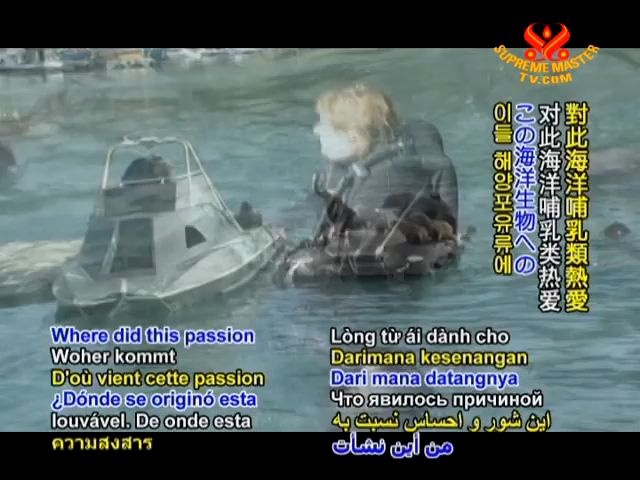 SUPREME MASTER
TV.COM
對此海洋哺乳類熱愛
对此海洋哺乳类热爱
この海洋生物への
이들 해양포유류에
Where did this passion
Woher kommt
D'où vient cette passion
¿Dónde se originó esta
louvável. De onde esta
ความสงสาร
Lòng từ ái dành cho
Darimana kesenangan
Dari mana datangnya
Что явилось причиной
این شور و احساس نسبت به
من أين نشأت